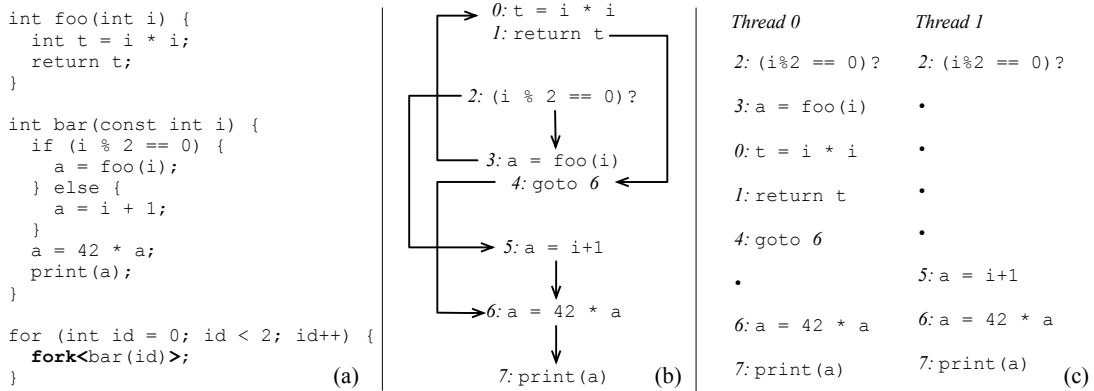 int foo(int i) {
int t = i * i;
return t;
}
int bar(const int i) {
if (i % 2 == 0) {
a = foo(i);
} else {
a = i + 1;
}
a = 42 * a;
print(a);
}
for (int id = 0; id < 2; id++) {
fork<bar(id)>;
}
(a)
0: t = i * i
1: return t
2: (i % 2 == 0)?
3: a = foo(i)
4: goto 6
5: a = i+1
6: a = 42 * a
7: print(a)
(b)
Thread 0 Thread 1
2: (i%2 == 0)? 2: (i%2 == 0)?
3: a = foo(i) •
0: t = i * i •
1: return t •
4: goto 6 •
• 5: a = i+1
6: a = 42 * a 6: a = 42 * a
7: print(a) 7: print(a)
(c)